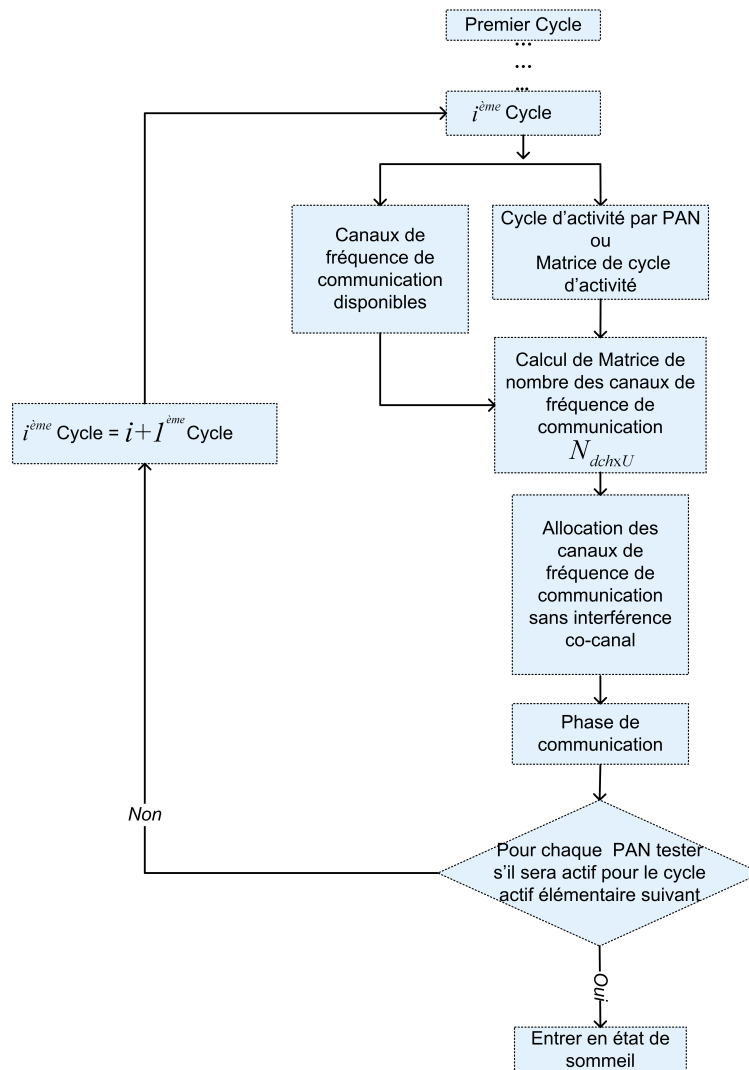 Premier Cycle
...
...
...
i ème Cycle
Canaux de
fréquence de
communication
disponibles
Cycle d'activité par PAN
ou
Matrice de cycle
d'activité
Calcul de Matrice de
nombre des canaux de
fréquence de
communication
N dchxU
i ème Cycle = i+1 ème Cycle
Allocation des
canaux de
fréquence de
communication
sans interférence
co-canal
Phase de
communication
Non
Pour chaque PAN tester
s'il sera actif pour le cycle
actif élémentaire suivant
Oui
Entrer en état de
sommeil